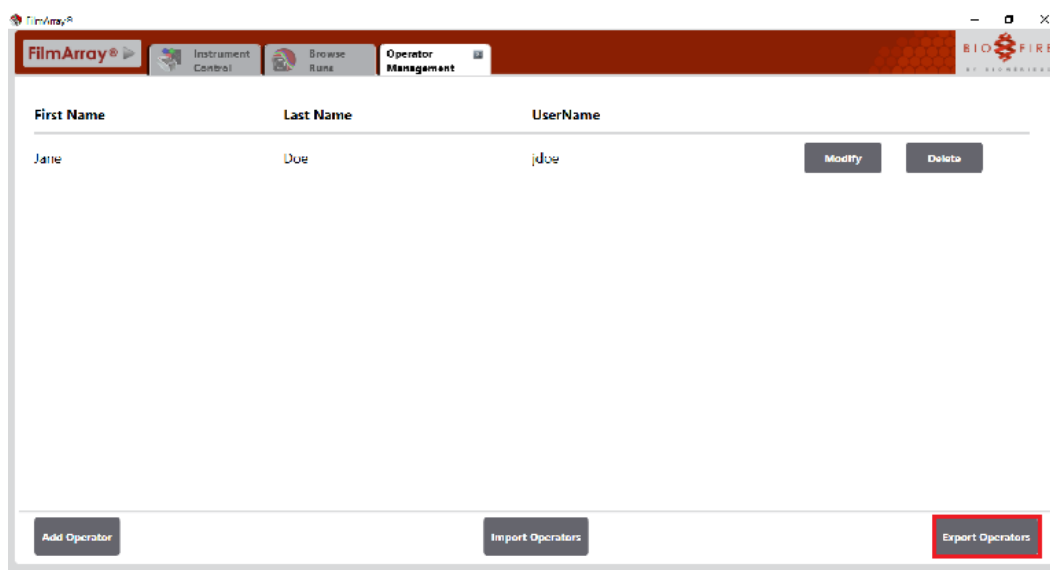 FilmArray®
FilmArray®
Instrument
Control
Browse
Runs
Operator
Management
BIO FIRE
First Name Last Name UserName
Jane Doe jdoe Modify Delete
Add Operator Import Operators Export Operators